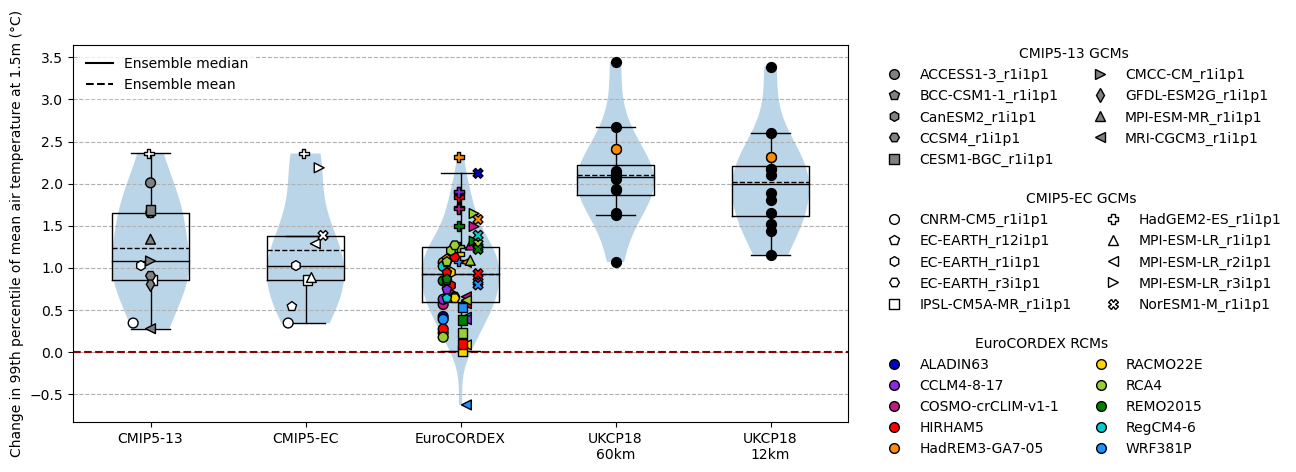 Change in 99th percentile of mean air temperature at 1.5m (°C)
3.5
3.0
2.5
2.0
1.5
1.0
0.5
0.0
−0.5
Ensemble median
Ensemble mean
CMIP5-13
CMIP5-EC
EuroCORDEX
UKCP18
60km
UKCP18
12km
CMIP5-13 GCMs
ACCESS1-3_r1i1p1
BCC-CSM1-1_r1i1p1
CanESM2_r1i1p1
CCSM4_r1i1p1
CESM1-BGC_r1i1p1
CMCC-CM_r1i1p1
GFDL-ESM2G_r1i1p1
MPI-ESM-MR_r1i1p1
MRI-CGCM3_r1i1p1
CMIP5-EC GCMs
CNRM-CM5_r1i1p1
EC-EARTH_r12i1p1
EC-EARTH_r1i1p1
EC-EARTH_r3i1p1
IPSL-CM5A-MR_r1i1p1
HadGEM2-ES_r1i1p1
MPI-ESM-LR_r1i1p1
MPI-ESM-LR_r2i1p1
MPI-ESM-LR_r3i1p1
NorESM1-M_r1i1p1
EuroCORDEX RCMs
ALADIN63
CCLM4-8-17
COSMO-crCLIM-v1-1
HIRHAM5
HadREM3-GA7-05
RACMO22E
RCA4
REMO2015
RegCM4-6
WRF381P